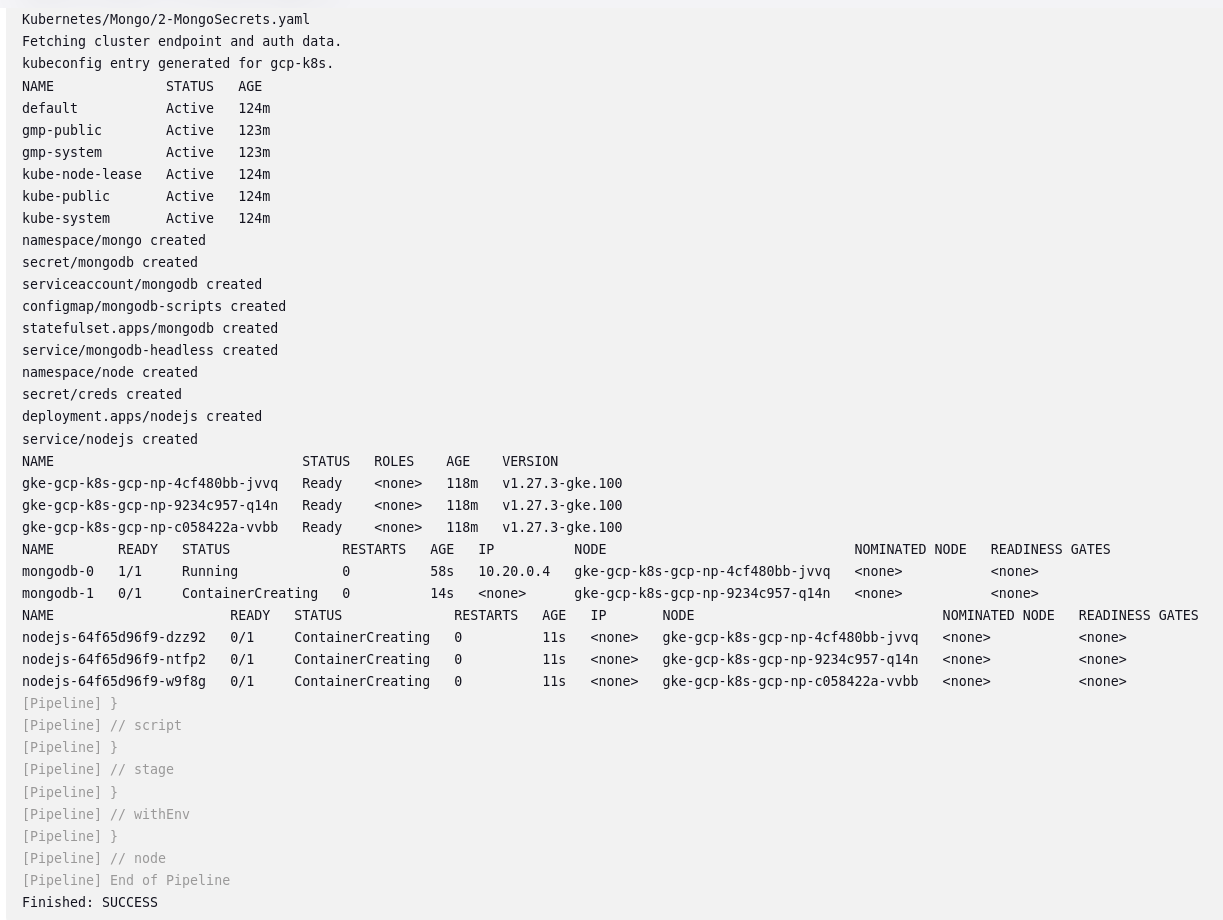 Kubernetes/Mongo/2-MongoSecrets.yaml
Fetching cluster endpoint and auth data.
kubeconfig entry generated for gcp-k8s.
NAME              STATUS   AGE
default           Active   124m
gmp-public        Active   123m
gmp-system        Active   123m
kube-node-lease   Active   124m
kube-public       Active   124m
kube-system       Active   124m
namespace/mongo created
secret/mongodb created
serviceaccount/mongodb created
configmap/mongodb-scripts created
statefulset.apps/mongodb created
service/mongodb-headless created
namespace/node created
secret/creds created
deployment.apps/nodejs created
service/nodejs created
NAME                               STATUS   ROLES    AGE    VERSION
gke-gcp-k8s-gcp-np-4cf480bb-jvvq   Ready    <none>   118m   v1.27.3-gke.100
gke-gcp-k8s-gcp-np-9234c957-q14n   Ready    <none>   118m   v1.27.3-gke.100
gke-gcp-k8s-gcp-np-c058422a-vvbb   Ready    <none>   118m   v1.27.3-gke.100
NAME        READY   STATUS              RESTARTS   AGE   IP          NODE                               NOMINATED NODE   READINESS GATES
mongodb-0   1/1     Running             0          58s   10.20.0.4   gke-gcp-k8s-gcp-np-4cf480bb-jvvq   <none>           <none>
mongodb-1   0/1     ContainerCreating   0          14s   <none>      gke-gcp-k8s-gcp-np-9234c957-q14n   <none>           <none>
NAME                      READY   STATUS              RESTARTS   AGE   IP       NODE                               NOMINATED NODE   READINESS GATES
nodejs-64f65d96f9-dzz92   0/1     ContainerCreating   0          11s   <none>   gke-gcp-k8s-gcp-np-4cf480bb-jvvq   <none>           <none>
nodejs-64f65d96f9-ntfp2   0/1     ContainerCreating   0          11s   <none>   gke-gcp-k8s-gcp-np-9234c957-q14n   <none>           <none>
nodejs-64f65d96f9-w9f8g   0/1     ContainerCreating   0          11s   <none>   gke-gcp-k8s-gcp-np-c058422a-vvbb   <none>           <none>
[Pipeline] }
[Pipeline] // script
[Pipeline] }
[Pipeline] // stage
[Pipeline] }
[Pipeline] // withEnv
[Pipeline] }
[Pipeline] // node
[Pipeline] End of Pipeline
Finished: SUCCESS